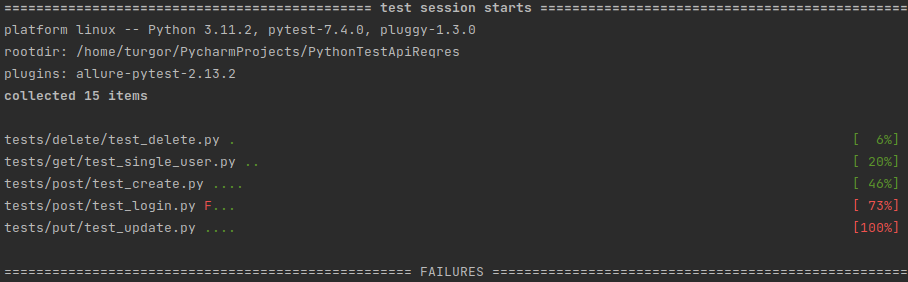 ============================================== test session starts ==============================================
platform linux -- Python 3.11.2, pytest-7.4.0, pluggy-1.3.0
rootdir: /home/turgor/PycharmProjects/PythonTestApiReqres
plugins: allure-pytest-2.13.2
collected 15 items
tests/delete/test_delete.py . [  6%]
tests/get/test_single_user.py .. [ 20%]
tests/post/test_create.py .... [ 46%]
tests/post/test_login.py F... [ 73%]
tests/put/test_update.py .... [100%]
=================================================== FAILURES ====================================================